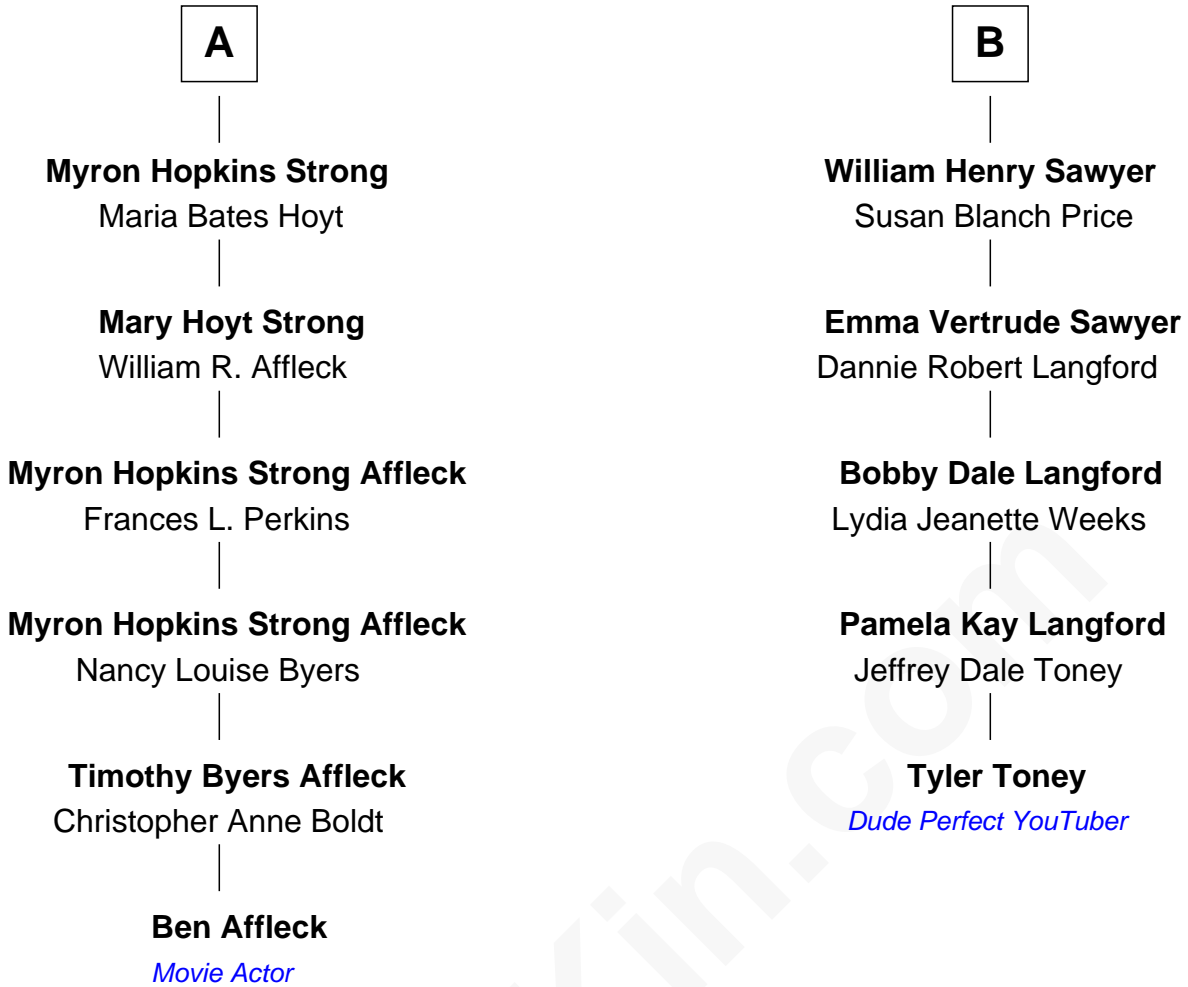 A
Myron Hopkins Strong
Maria Bates Hoyt
Mary Hoyt Strong
William R. Affleck
Myron Hopkins Strong Affleck
Frances L. Perkins
Myron Hopkins Strong Affleck
Nancy Louise Byers
Timothy Byers Affleck
Christopher Anne Boldt
Ben Affleck
Movie Actor
B
William Henry Sawyer
Susan Blanch Price
Emma Vertrude Sawyer
Dannie Robert Langford
Bobby Dale Langford
Lydia Jeanette Weeks
Pamela Kay Langford
Jeffrey Dale Toney
Tyler Toney
Dude Perfect YouTuber
Kin.com